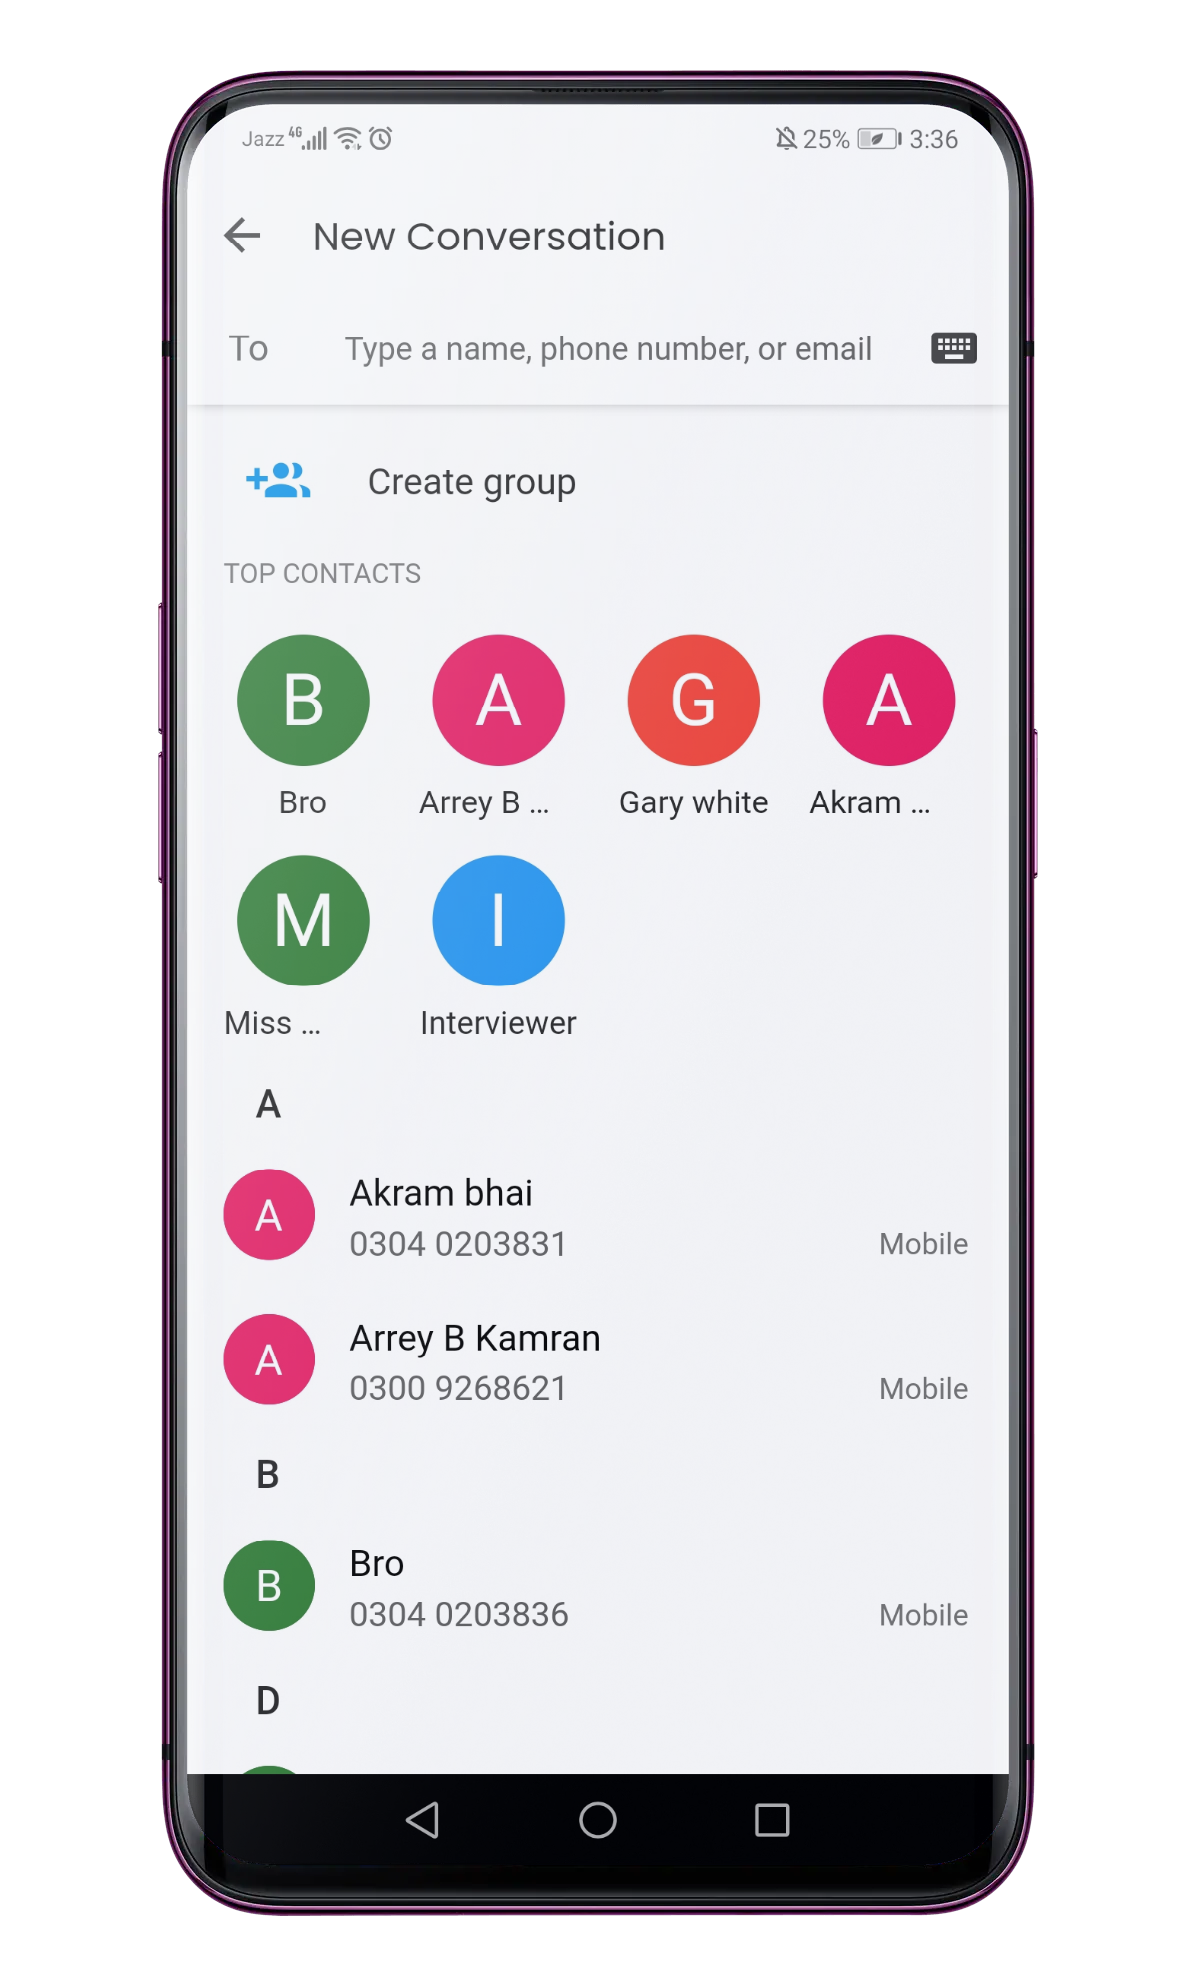 Jazz 4G 25% 3:36
New Conversation
To Type a name, phone number, or email
Create group
TOP CONTACTS
B A G A
Bro Arrey B ... Gary white Akram ...
M I
Miss ... Interviewer
A
A Akram bhai
0304 0203831 Mobile
A Arrey B Kamran
0300 9268621 Mobile
B
B Bro
0304 0203836 Mobile
D